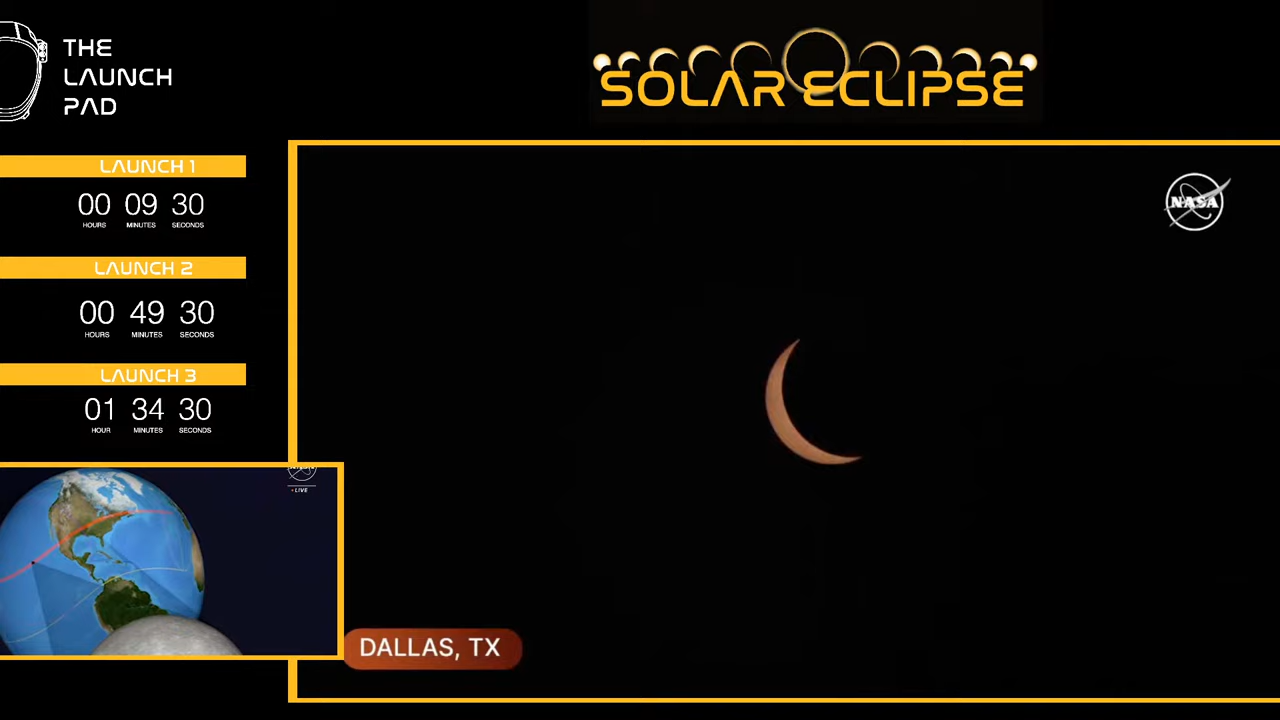 THE
LAUNCH
PAD
SOLAR ECLIPSE
NASA
LAUNCH 1
00 09 30
HOURS MINUTES SECONDS
LAUNCH 2
00 49 30
HOURS MINUTES SECONDS
LAUNCH 3
01 34 30
HOUR MINUTES SECONDS
LIVE
DALLAS, TX